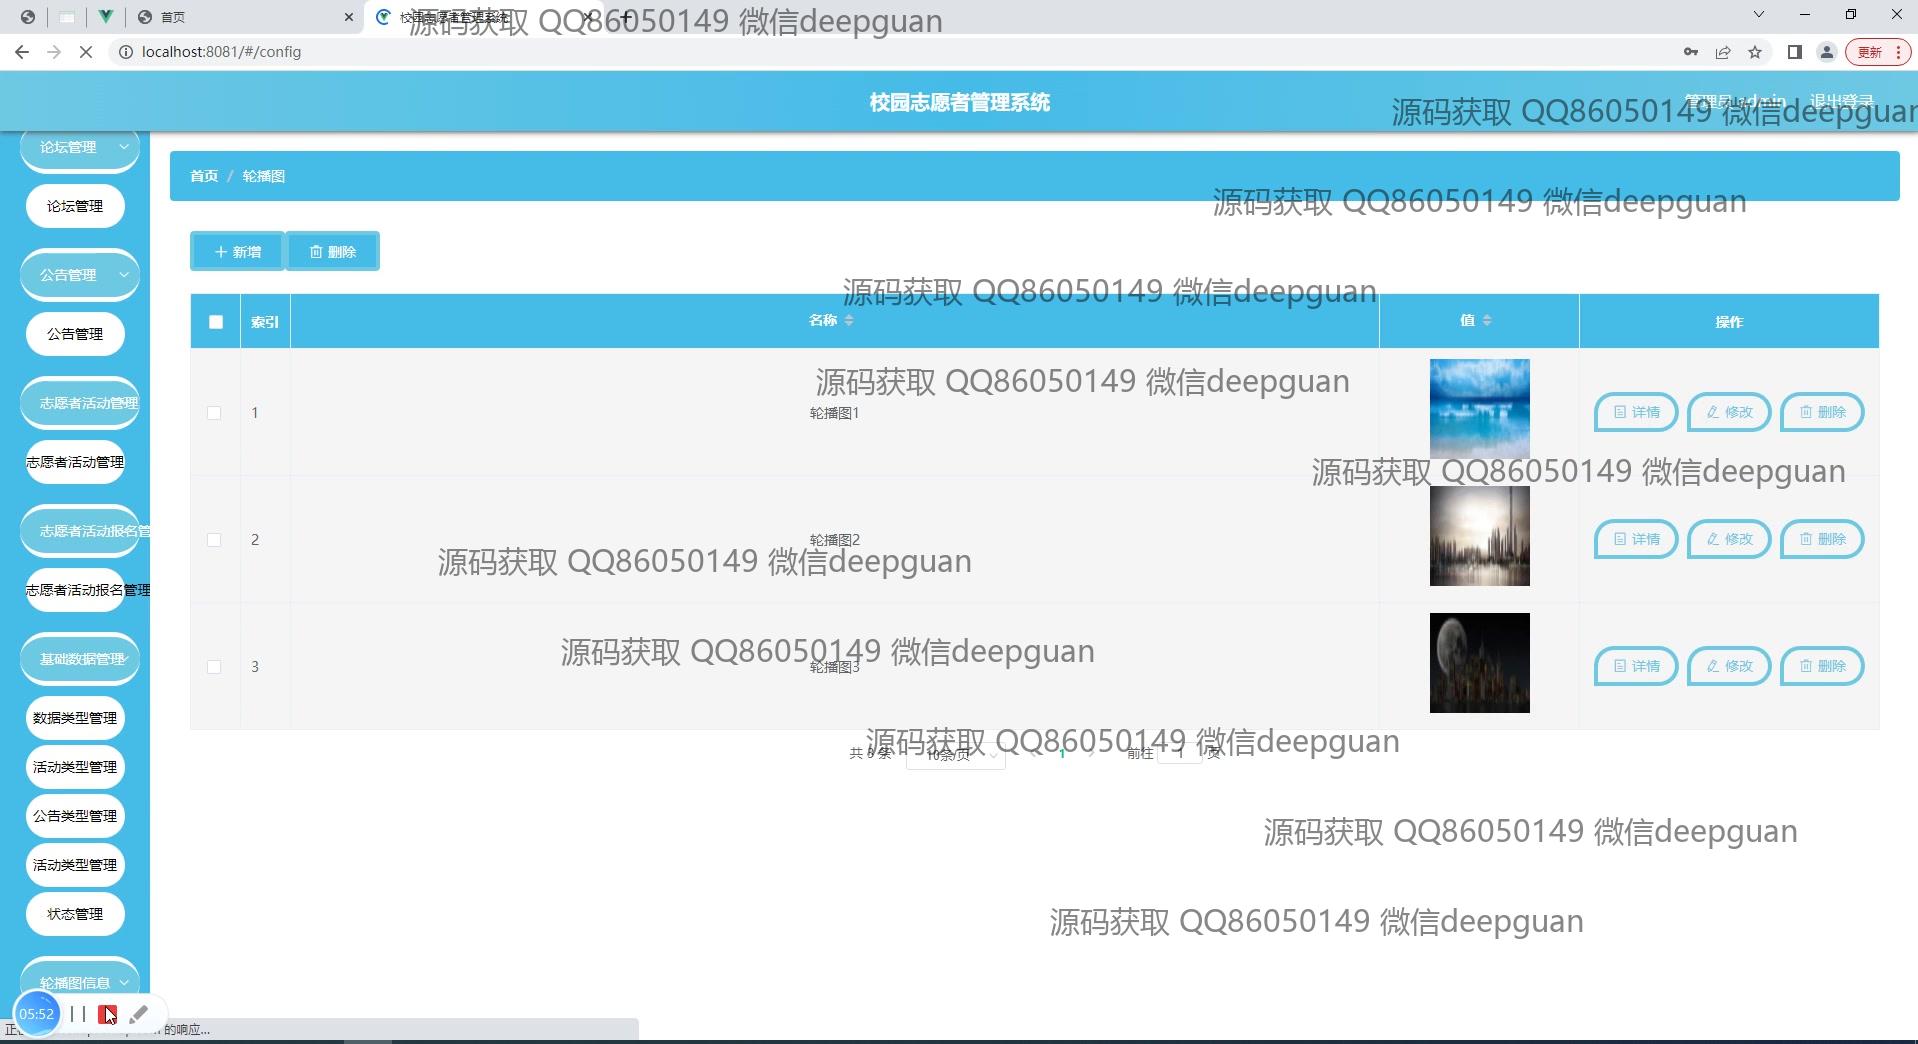 首页
校园志愿者管理系统
源码获取 QQ86050149 微信deepguan
localhost:8081/#/config
更新
校园志愿者管理系统
管理员 admin
退出登录
源码获取 QQ86050149 微信deepguan
论坛管理
论坛管理
公告管理
公告管理
志愿者活动管理
志愿者活动管理
志愿者活动报名管
志愿者活动报名管理
基础数据管理
数据类型管理
活动类型管理
公告类型管理
活动类型管理
状态管理
轮播图信息
首页 / 轮播图
源码获取 QQ86050149 微信deepguan
新增
删除
源码获取 QQ86050149 微信deepguan
索引 名称 值 操作
源码获取 QQ86050149 微信deepguan
1 轮播图1 详情 修改 删除
源码获取 QQ86050149 微信deepguan
2 轮播图2 详情 修改 删除
源码获取 QQ86050149 微信deepguan
源码获取 QQ86050149 微信deepguan
3 轮播图3 详情 修改 删除
源码获取 QQ86050149 微信deepguan
共 3 条 10条/页 1 前往 1 页
源码获取 QQ86050149 微信deepguan
源码获取 QQ86050149 微信deepguan
05:52
的响应...